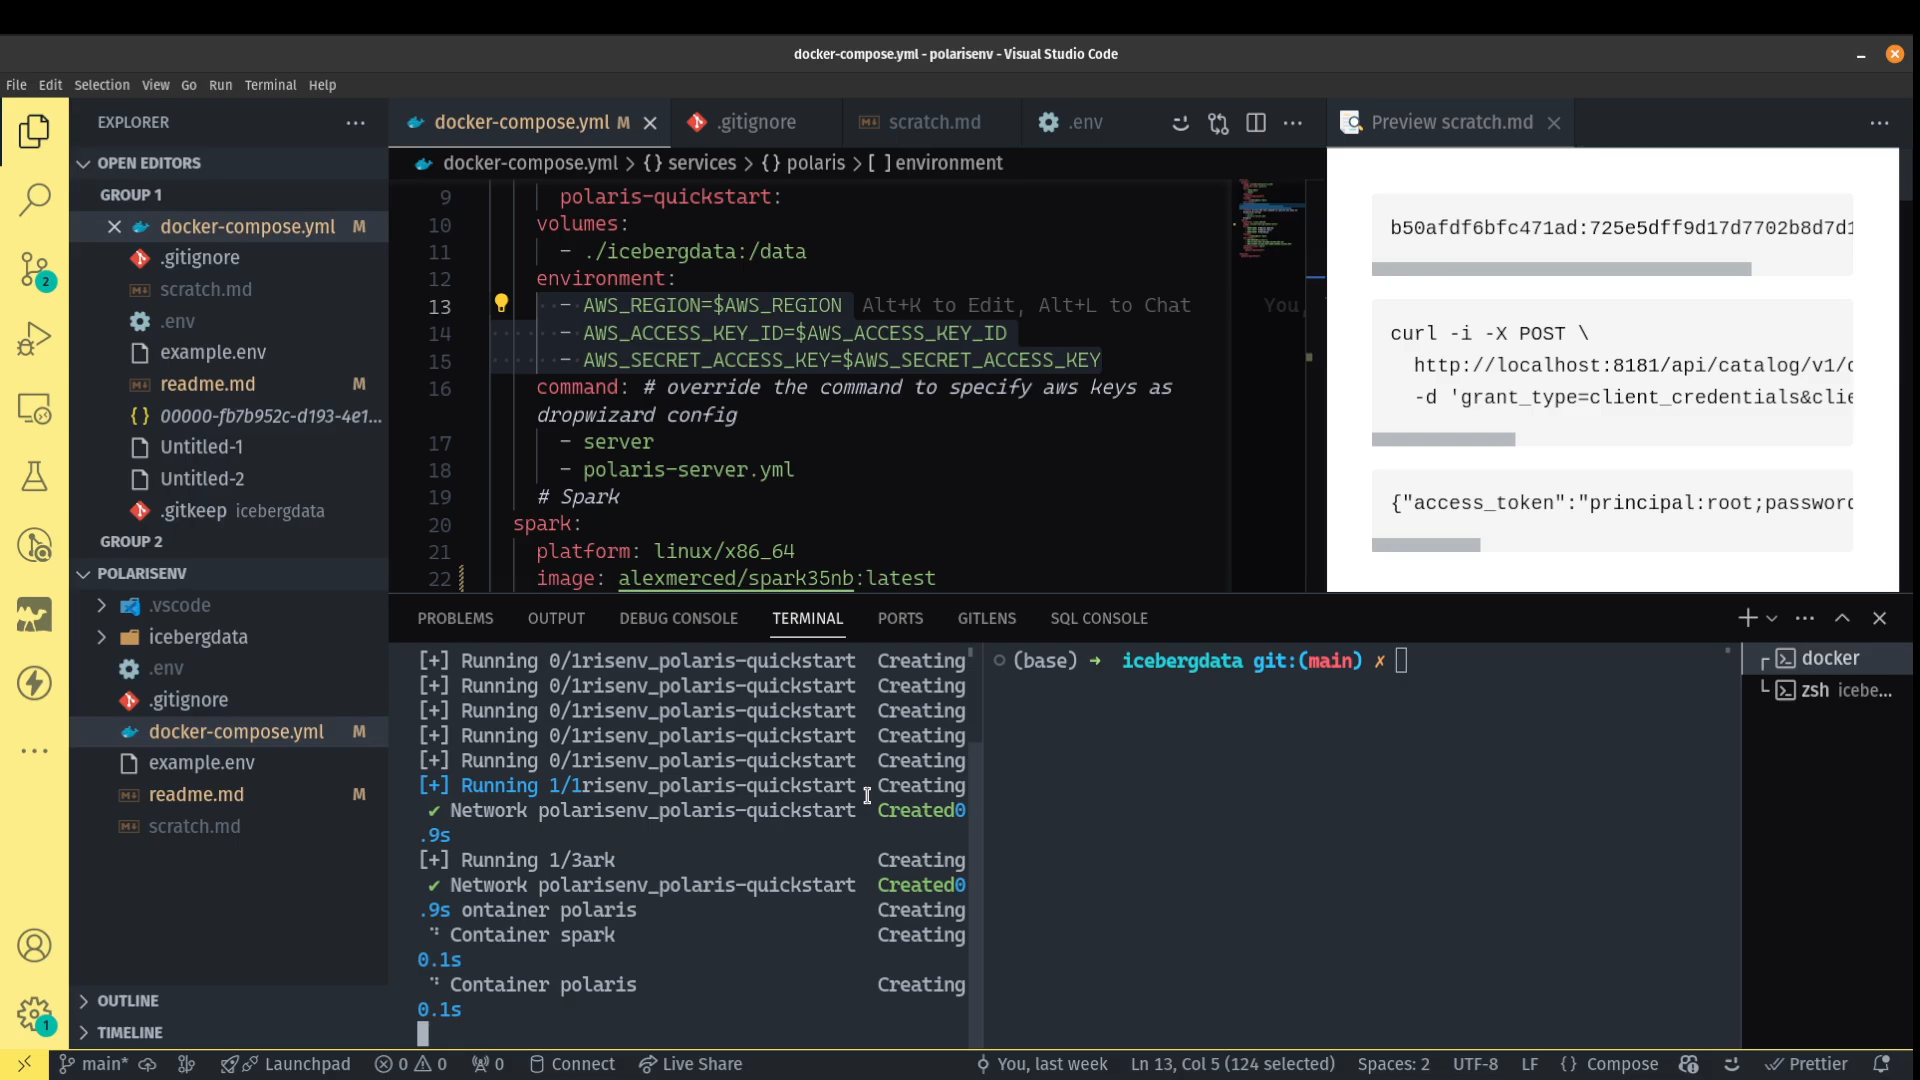 docker-compose.yml - polarisenv - Visual Studio Code
File Edit Selection View Go Run Terminal Help
EXPLORER
OPEN EDITORS
GROUP 1
docker-compose.yml M
.gitignore
scratch.md
.env
example.env
readme.md M
{} 00000-fb7b952c-d193-4e1...
Untitled-1
Untitled-2
.gitkeep icebergdata
GROUP 2
POLARISENV
.vscode
icebergdata
.env
.gitignore
docker-compose.yml M
example.env
readme.md M
scratch.md
OUTLINE
TIMELINE
2
1
docker-compose.yml M
.gitignore
scratch.md
.env
docker-compose.yml > {} services > {} polaris > [ ] environment
9 polaris-quickstart:
10 volumes:
11 - ./icebergdata:/data
12 environment:
13 - AWS_REGION=$AWS_REGION Alt+K to Edit, Alt+L to Chat You,
14 - AWS_ACCESS_KEY_ID=$AWS_ACCESS_KEY_ID
15 - AWS_SECRET_ACCESS_KEY=$AWS_SECRET_ACCESS_KEY
16 command: # override the command to specify aws keys as
dropwizard config
17 - server
18 - polaris-server.yml
19 # Spark
20 spark:
21 platform: linux/x86_64
22 image: alexmerced/spark35nb:latest
Preview scratch.md
b50afdf6bfc471ad:725e5dff9d17d7702b8d7d1
curl -i -X POST \
http://localhost:8181/api/catalog/v1/
-d 'grant_type=client_credentials&clie
{"access_token":"principal:root;password
PROBLEMS OUTPUT DEBUG CONSOLE TERMINAL PORTS GITLENS SQL CONSOLE
[+] Running 0/1risenv_polaris-quickstart Creating
[+] Running 0/1risenv_polaris-quickstart Creating
[+] Running 0/1risenv_polaris-quickstart Creating
[+] Running 0/1risenv_polaris-quickstart Creating
[+] Running 0/1risenv_polaris-quickstart Creating
[+] Running 1/1risenv_polaris-quickstart Creating
✔ Network polarisenv_polaris-quickstart Created0
.9s
[+] Running 1/3ark Creating
✔ Network polarisenv_polaris-quickstart Created0
.9s ontainer polaris Creating
Container spark Creating
0.1s
Container polaris Creating
0.1s
(base) → icebergdata git:(main) ✗
docker
zsh icebe...
main* Launchpad 0 0 0 Connect Live Share You, last week Ln 13, Col 5 (124 selected) Spaces: 2 UTF-8 LF {} Compose Prettier